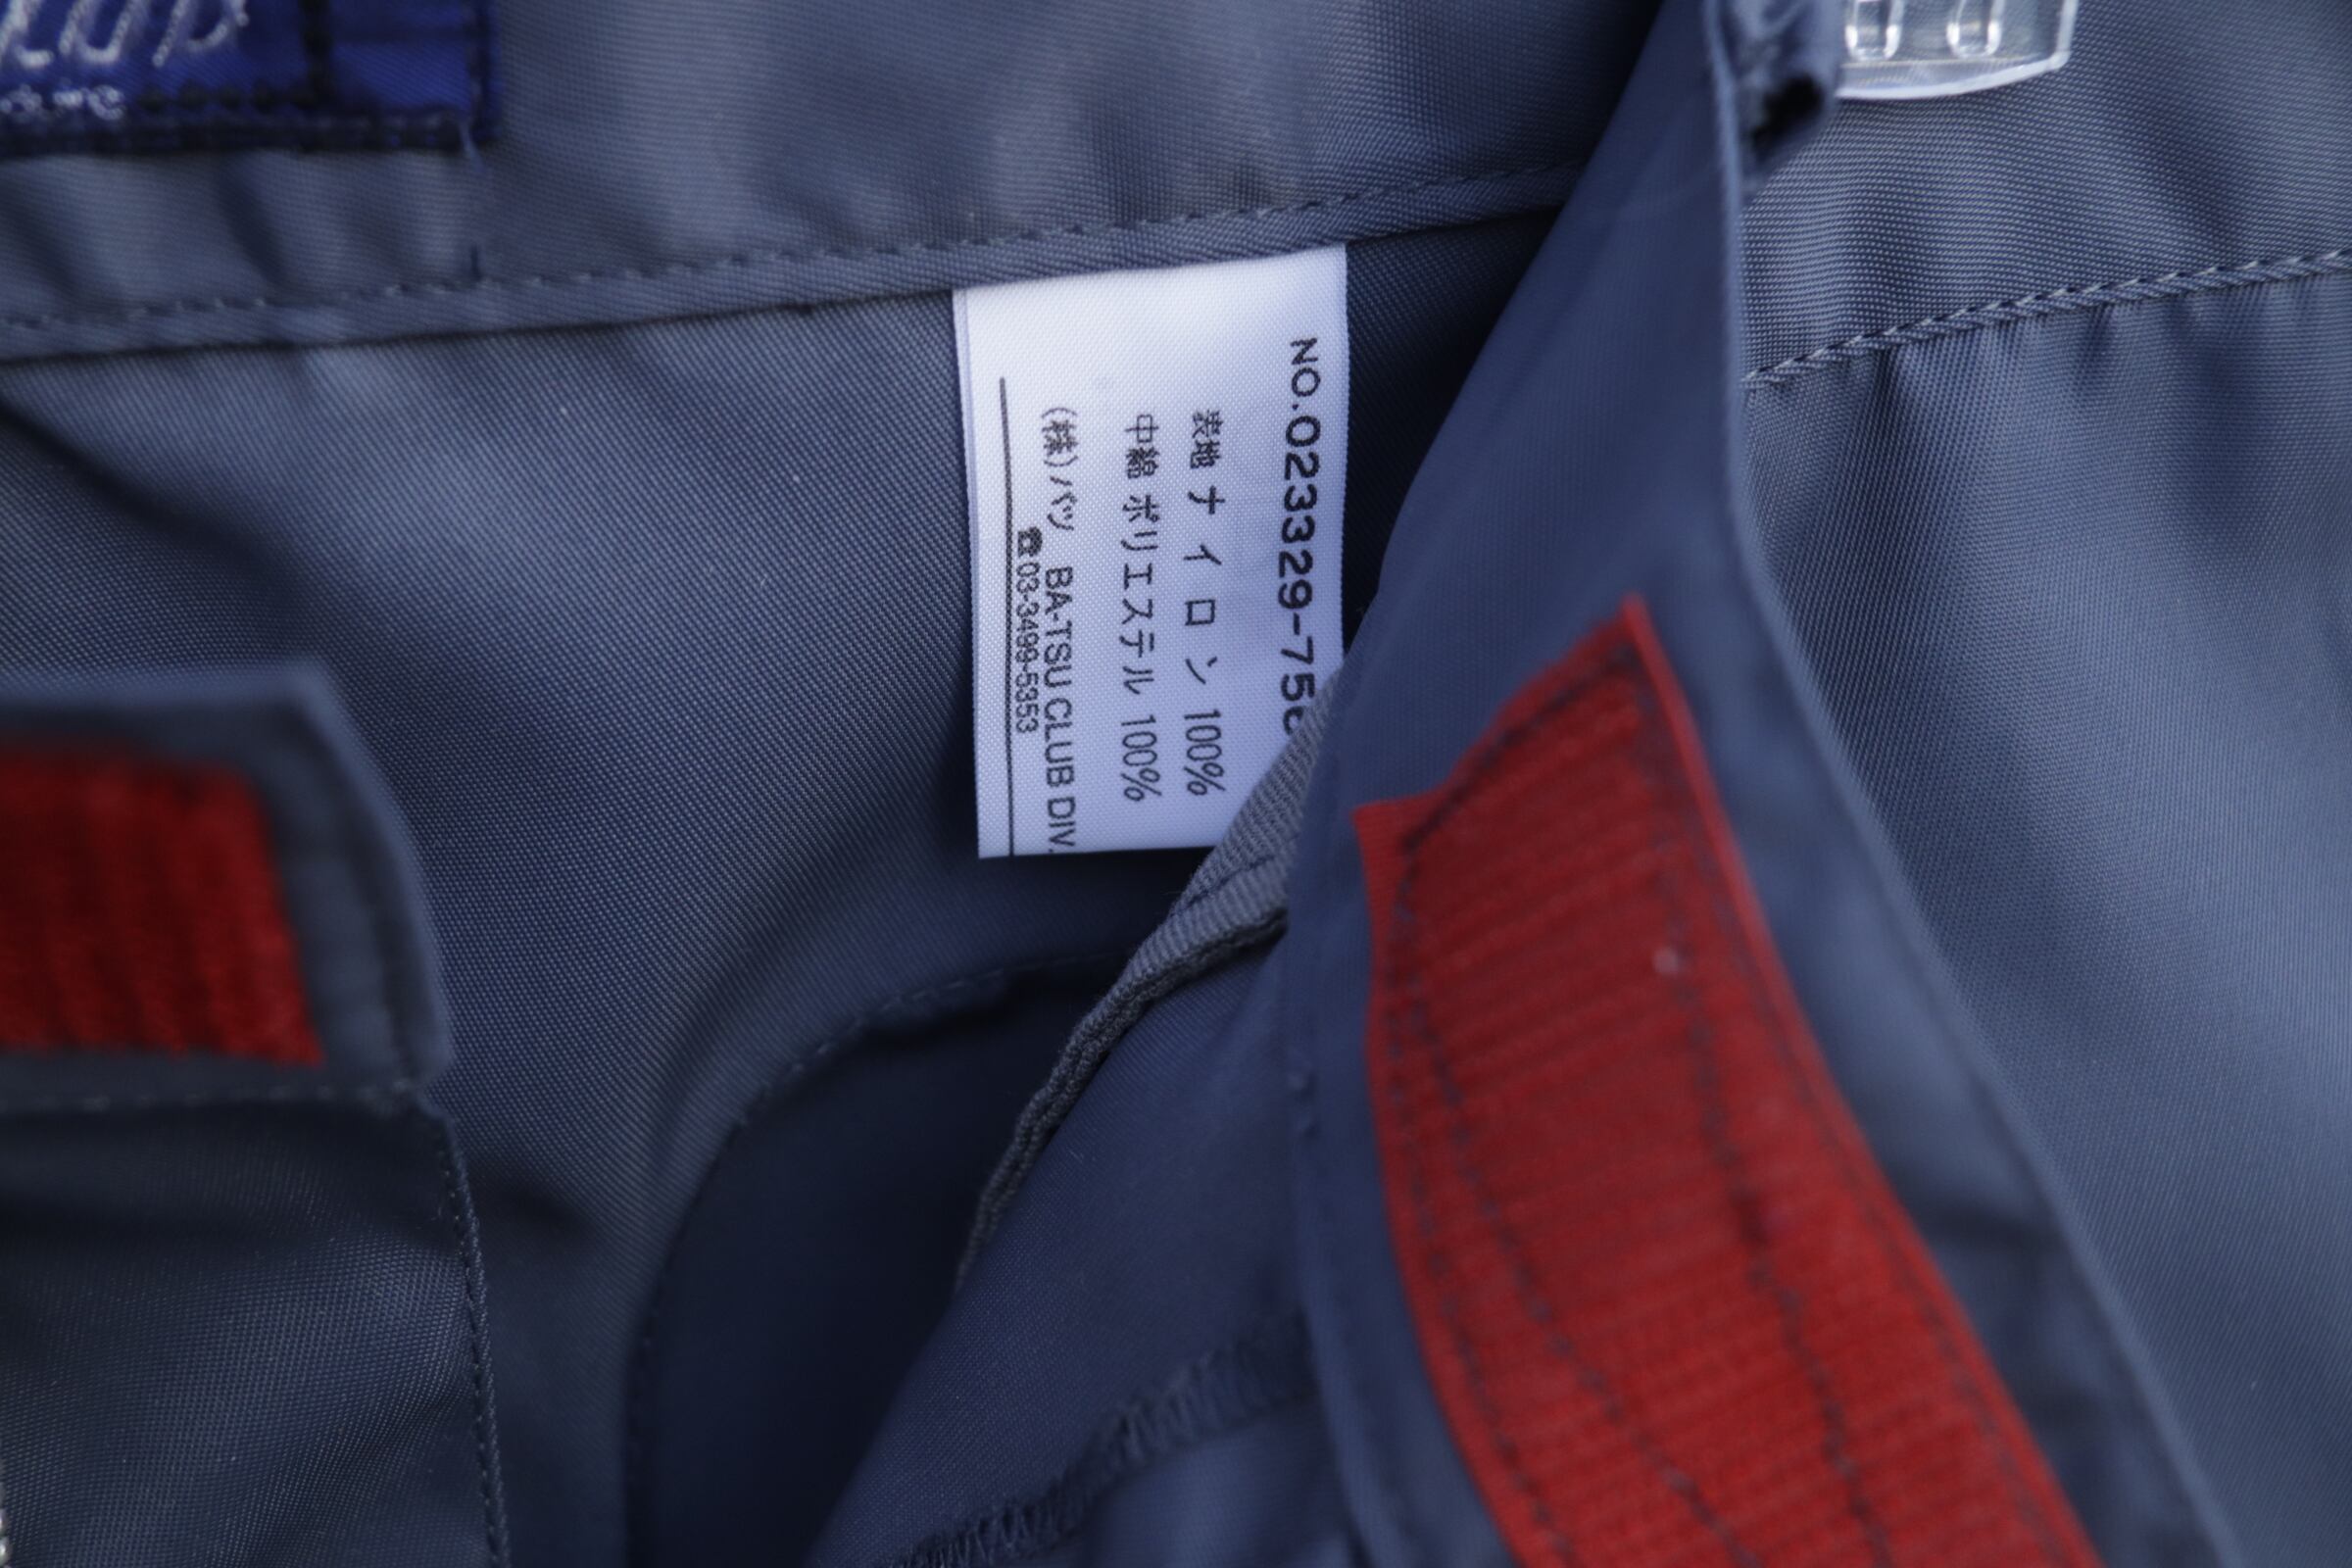 NO.023329-75
表地 ナイロン 100%
中綿 ポリエステル 100%
(株)バツ BA-TSU CLUB DIV.
☎03-3499-5353